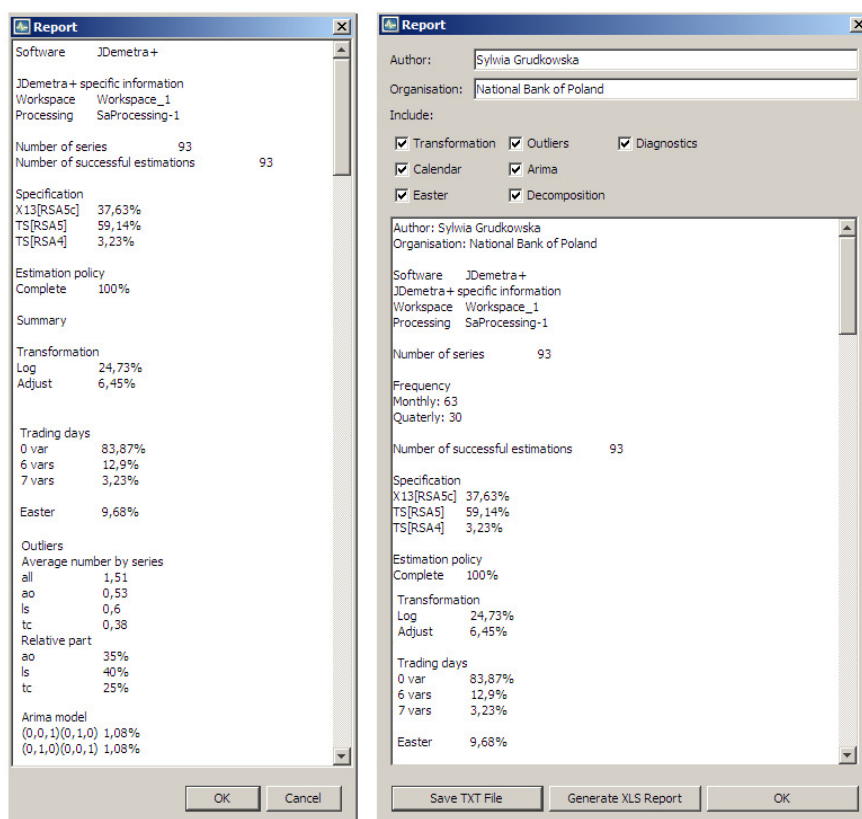 Report
Software JDemetra+
JDemetra+ specific information
Workspace Workspace_1
Processing SaProcessing-1
Number of series 93
Number of successful estimations 93
Specification
X13[RSA5c] 37,63%
TS[RSA5] 59,14%
TS[RSA4] 3,23%
Estimation policy
Complete 100%
Summary
Transformation
Log 24,73%
Adjust 6,45%
Trading days
0 var 83,87%
6 vars 12,9%
7 vars 3,23%
Easter 9,68%
Outliers
Average number by series
all 1,51
ao 0,53
ls 0,6
tc 0,38
Relative part
ao 35%
ls 40%
tc 25%
Arima model
(0,0,1)(0,1,0) 1,08%
(0,1,0)(0,0,1) 1,08%
OK Cancel
Report
Author: Sylwia Grudkowska
Organisation: National Bank of Poland
Include:
Transformation Outliers Diagnostics
Calendar Arima
Easter Decomposition
Author: Sylwia Grudkowska
Organisation: National Bank of Poland
Software JDemetra+
JDemetra+ specific information
Workspace Workspace_1
Processing SaProcessing-1
Number of series 93
Frequency
Monthly: 63
Quaterly: 30
Number of successful estimations 93
Specification
X13[RSA5c] 37,63%
TS[RSA5] 59,14%
TS[RSA4] 3,23%
Estimation policy
Complete 100%
Transformation
Log 24,73%
Adjust 6,45%
Trading days
0 var 83,87%
6 vars 12,9%
7 vars 3,23%
Easter 9,68%
Save TXT File Generate XLS Report OK